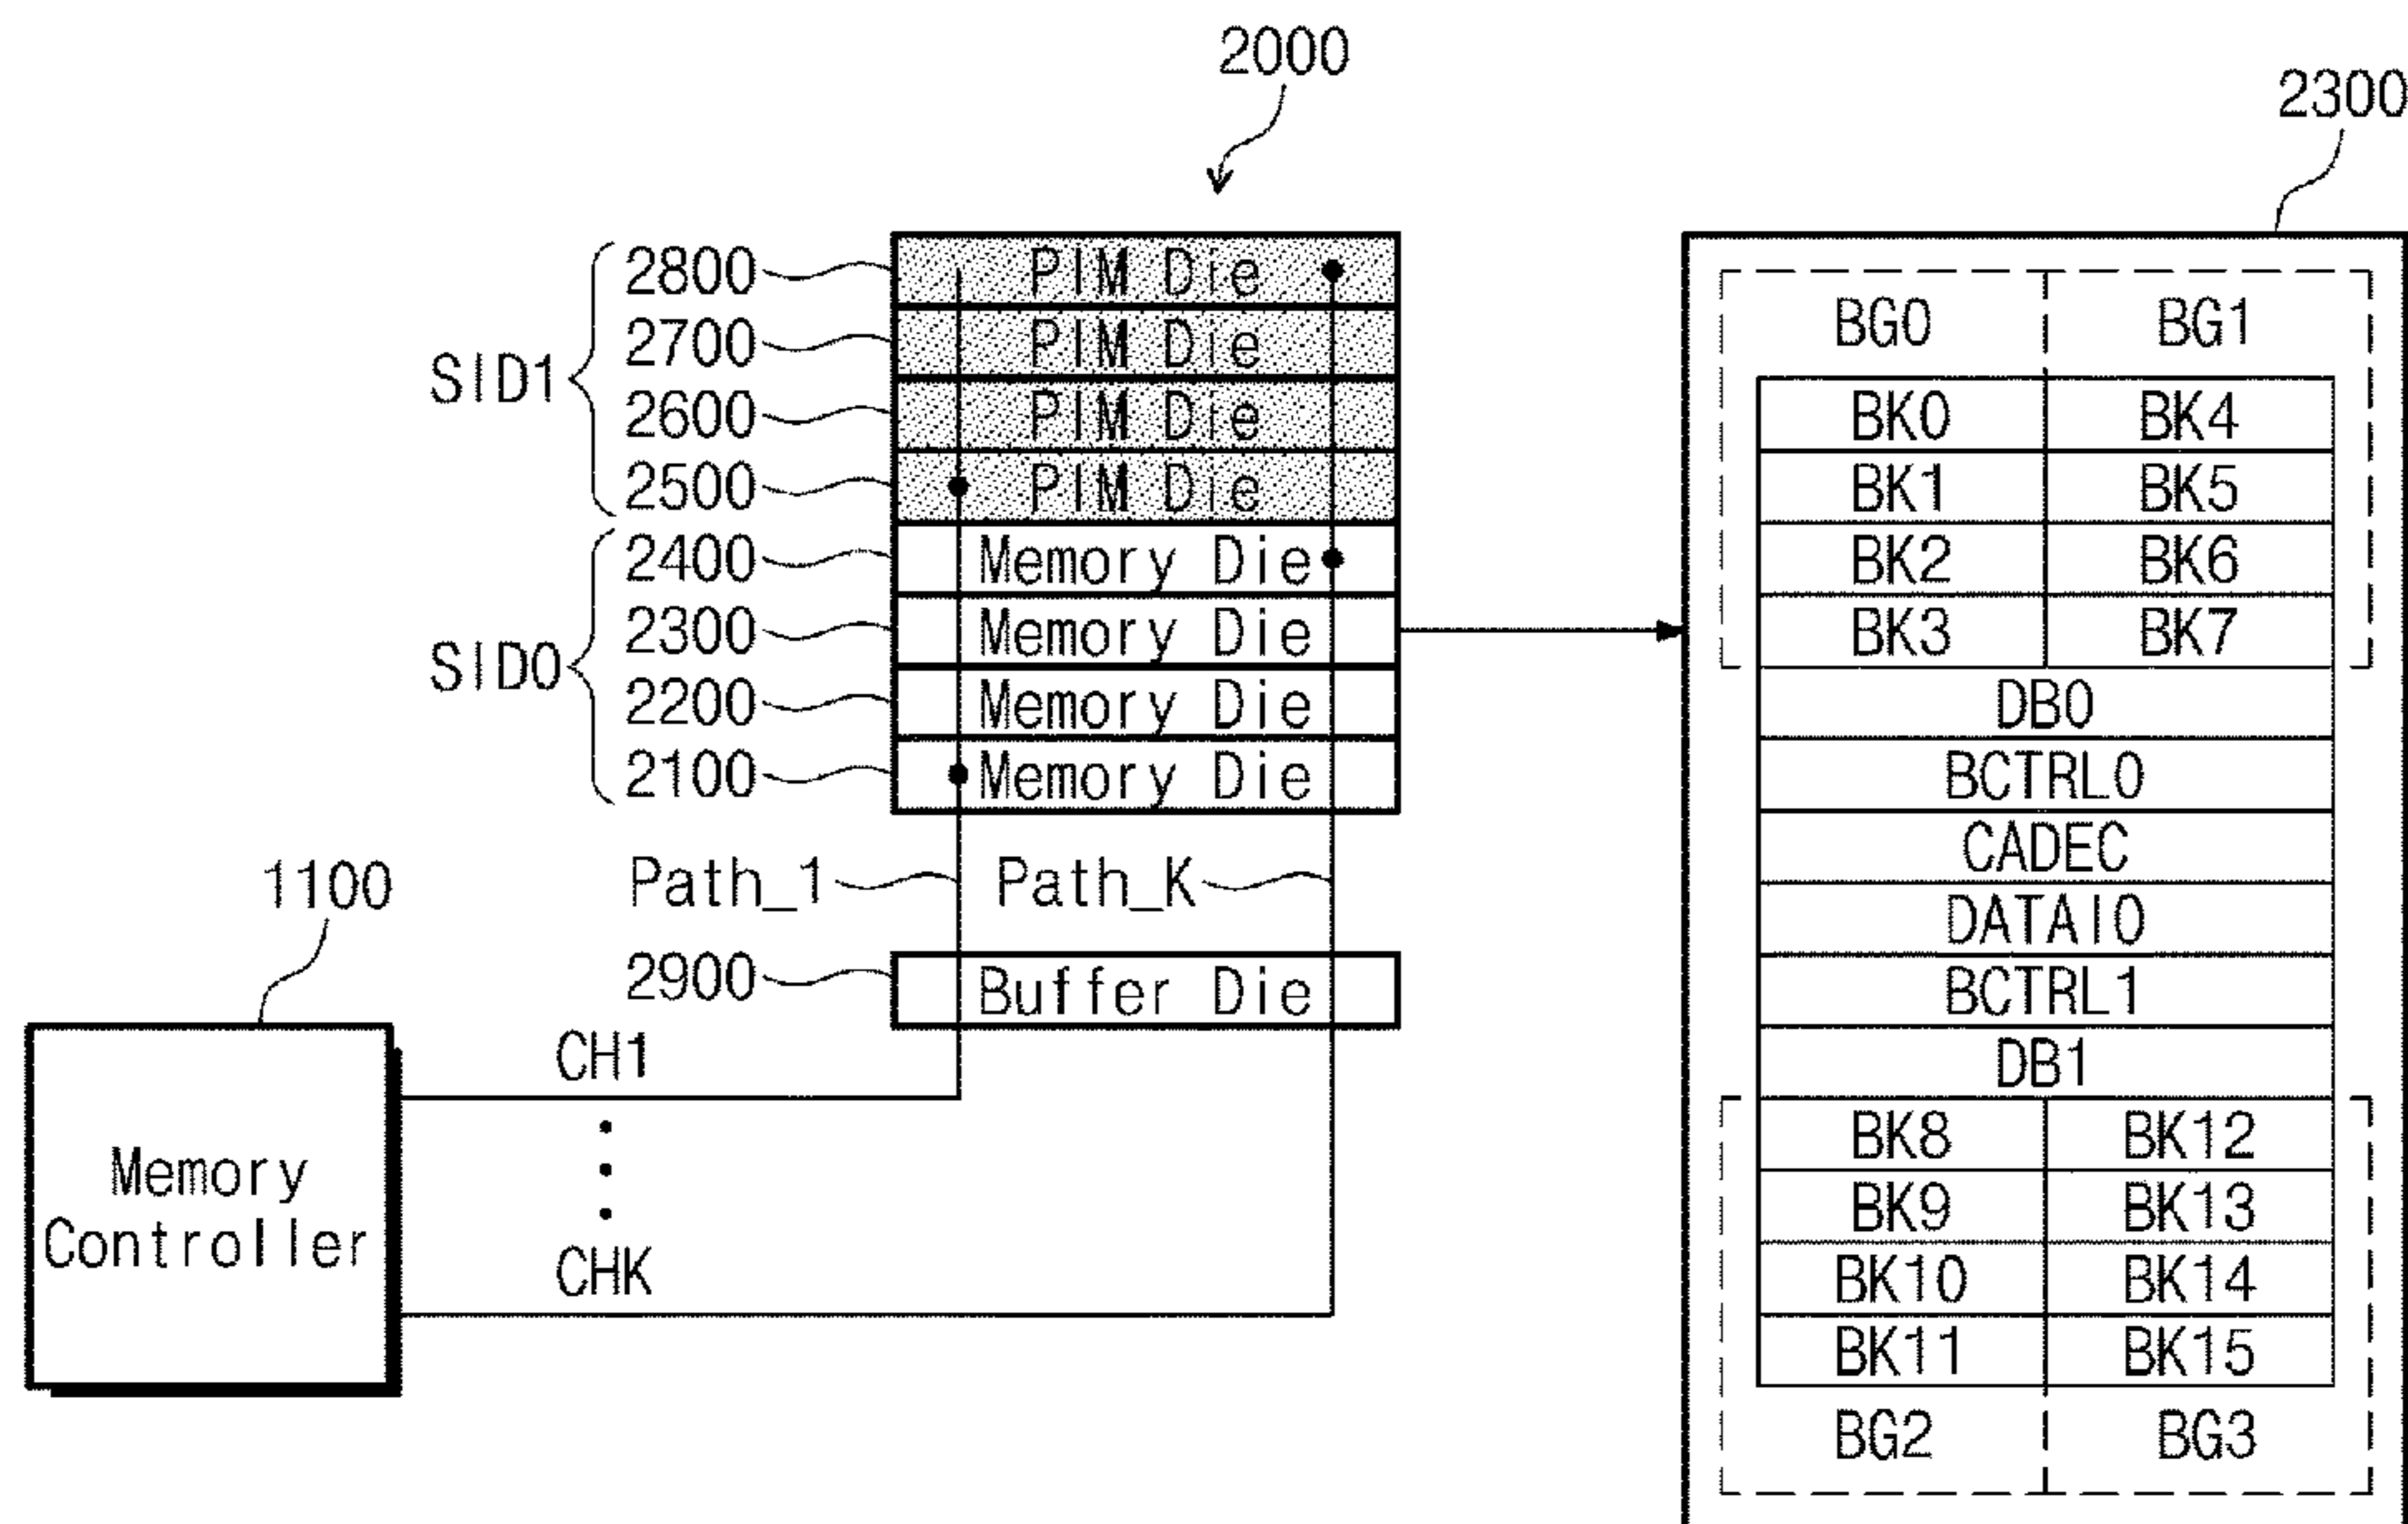 2000
2300
SID1
2800 PIM Die
2700 PIM Die
2600 PIM Die
2500 PIM Die
SID0
2400 Memory Die
2300 Memory Die
2200 Memory Die
2100 Memory Die
Path_1 Path_K
2900 Buffer Die
1100
Memory
Controller
CH1
CHK
BG0 BG1
BK0 BK4
BK1 BK5
BK2 BK6
BK3 BK7
DB0
BCTRL0
CADEC
DATAIO
BCTRL1
DB1
BK8 BK12
BK9 BK13
BK10 BK14
BK11 BK15
BG2 BG3